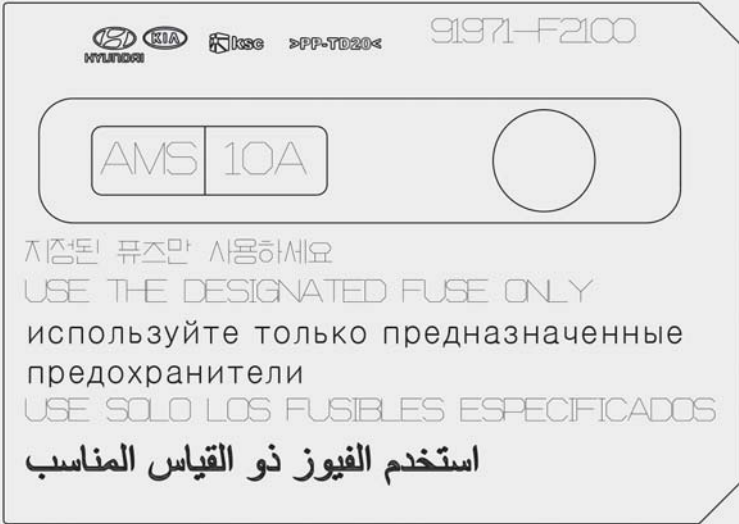 HYUNDAI KIA ksc >PP-TD20< 91971-F2100
AMS 10A
지정된 퓨즈만 사용하세요
USE THE DESIGNATED FUSE ONLY
используйте только предназначенные
предохранители
USE SOLO LOS FUSIBLES ESPECIFICADOS
استخدم الفيوز ذو القياس المناسب